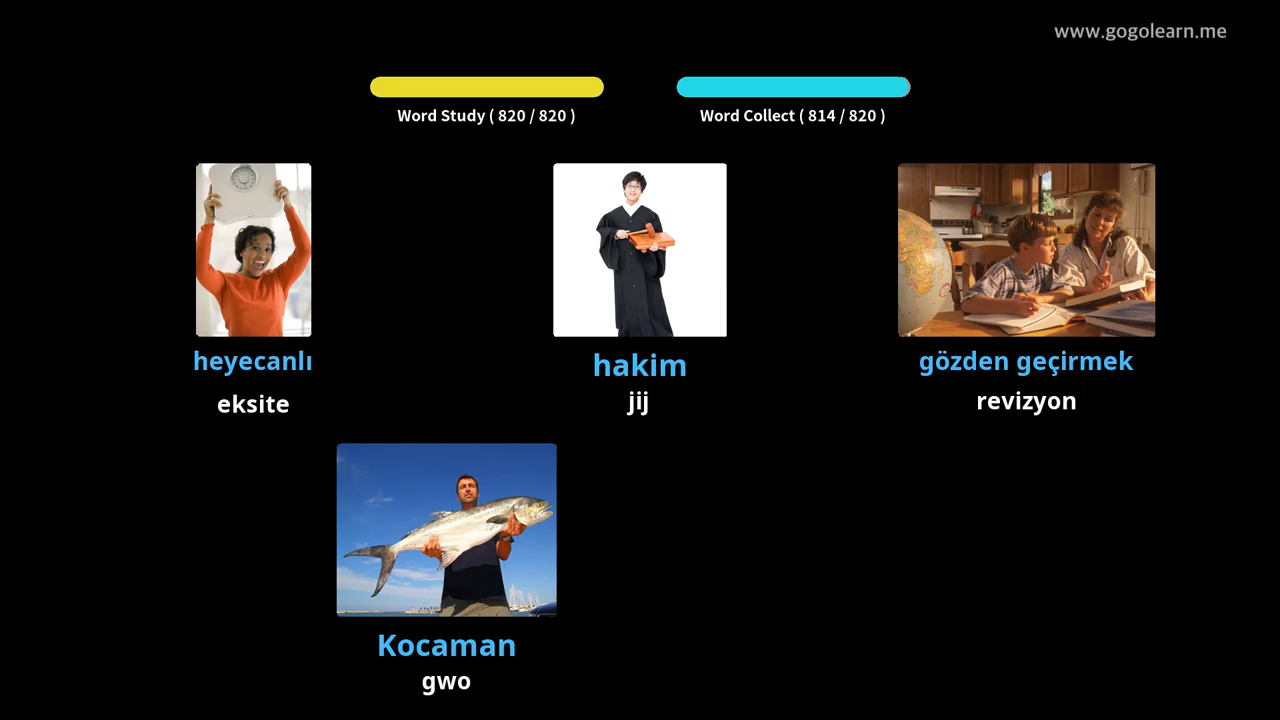 www.gogolearn.me
Word Study ( 820 / 820 )
Word Collect ( 814 / 820 )
heyecanlı
eksite
hakim
jij
gözden geçirmek
revizyon
Kocaman
gwo